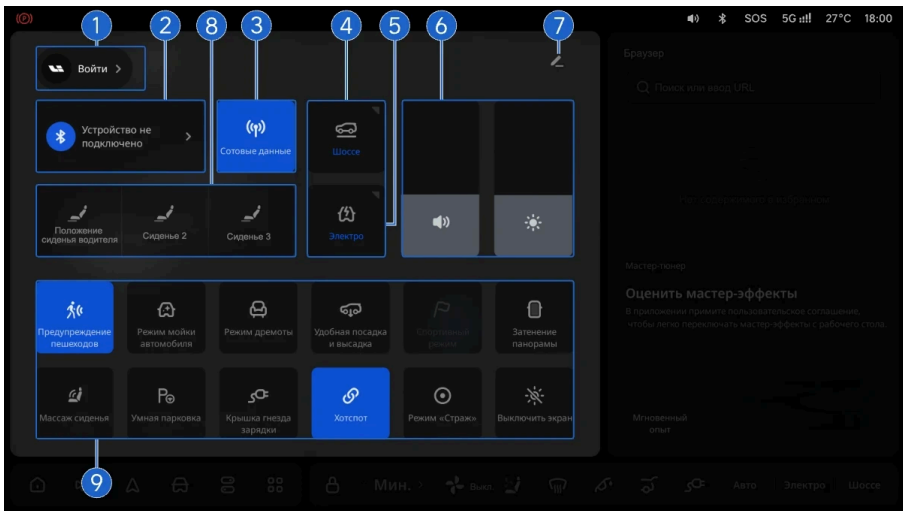 1 2 8 3 4 5 6 7
(P) SOS 5G 27°C 18:00
Войти
Устройство не
подключено
Сотовые данные
Шоссе
Электро
Положение
сиденья водителя
Сиденье 2
Сиденье 3
Предупреждение
пешеходов
Режим мойки
автомобиля
Режим дремоты
Удобная посадка
и высадка
Спортивный
режим
Затенение
панорамы
Массаж сиденья
Умная парковка
Крышка гнезда
зарядки
Хотспот
Режим «Страж»
Выключить экран
9
Браузер
Поиск или ввод URL
Мастер-тюнер
Оценить мастер-эффекты
В приложении примите пользовательское соглашение,
чтобы легко переключать мастер-эффекты с рабочего стола.
Мгновенный
опыт
Мин. Выкл. Авто Электро Шоссе